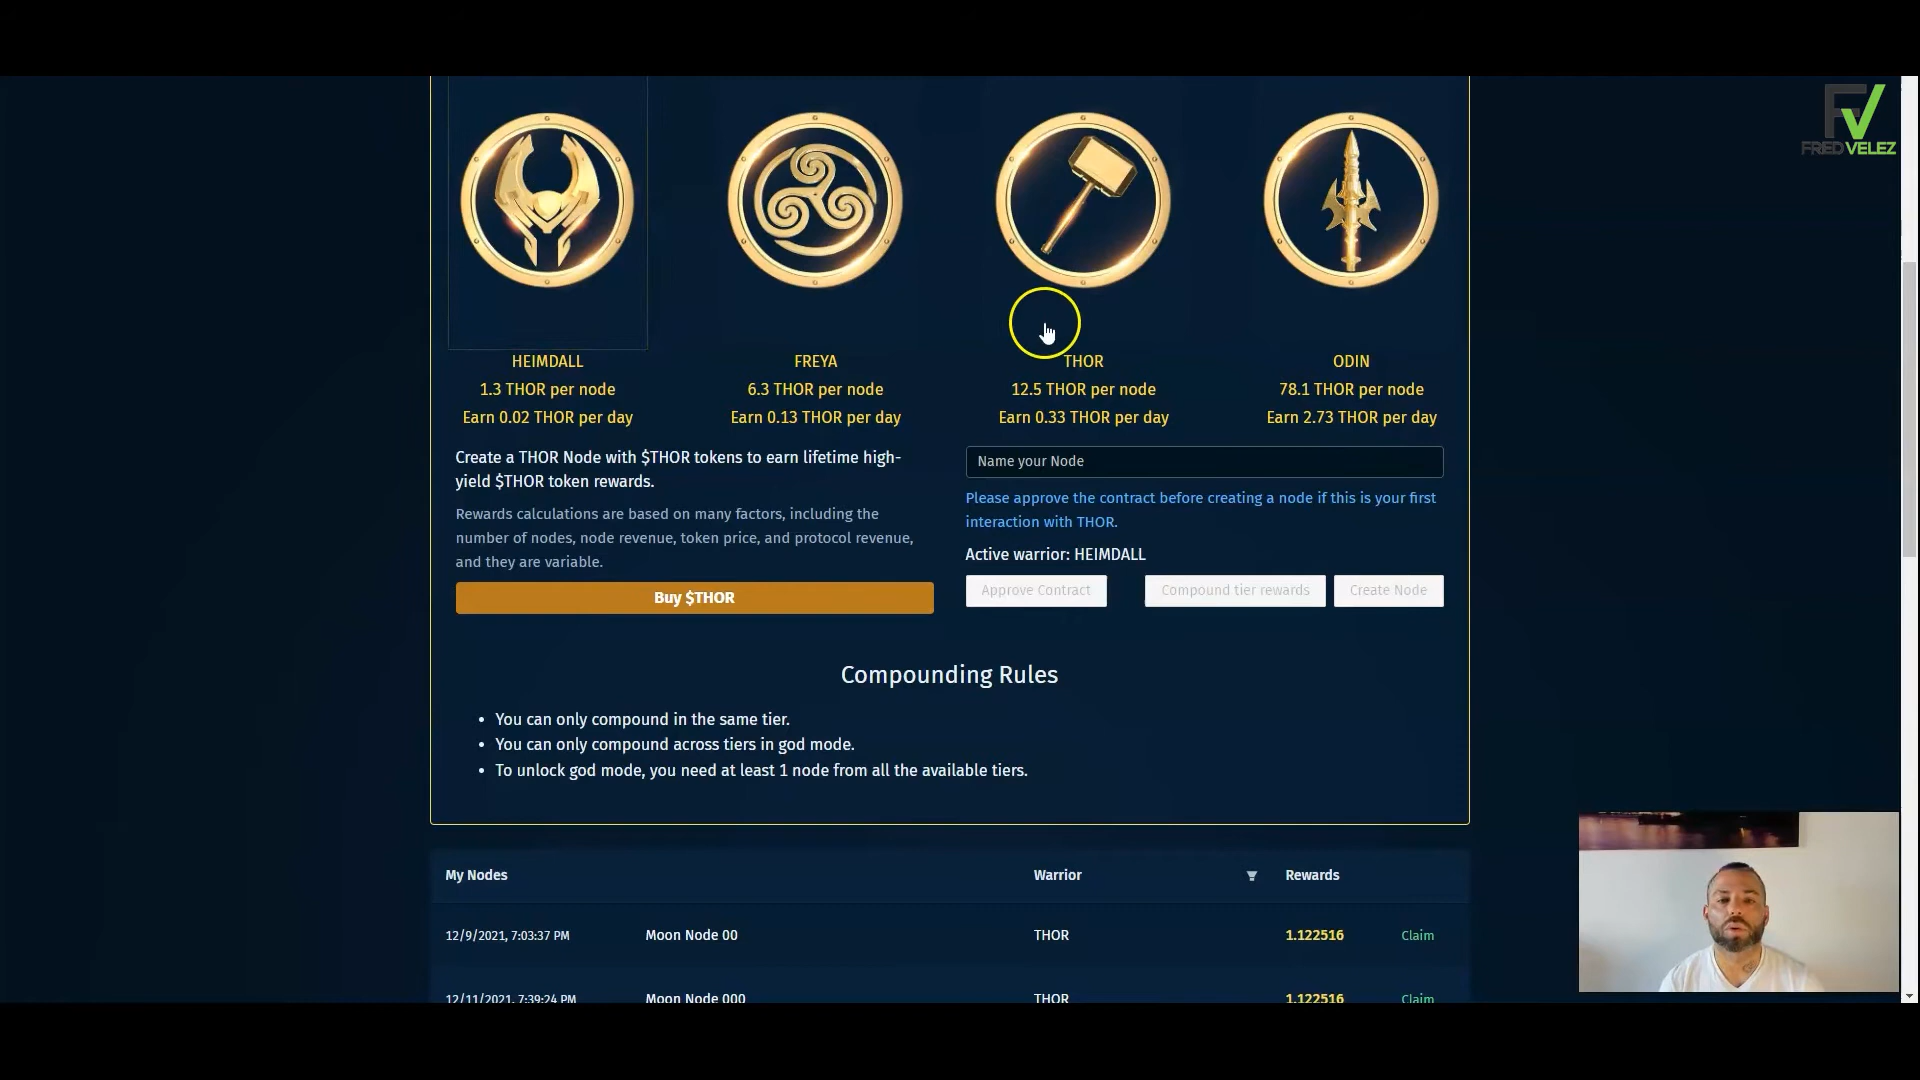 FRED VELEZ
HEIMDALL
1.3 THOR per node
Earn 0.02 THOR per day
FREYA
6.3 THOR per node
Earn 0.13 THOR per day
THOR
12.5 THOR per node
Earn 0.33 THOR per day
ODIN
78.1 THOR per node
Earn 2.73 THOR per day
Create a THOR Node with $THOR tokens to earn lifetime high-
yield $THOR token rewards.
Rewards calculations are based on many factors, including the
number of nodes, node revenue, token price, and protocol revenue,
and they are variable.
Buy $THOR
Name your Node
Please approve the contract before creating a node if this is your first
interaction with THOR.
Active warrior: HEIMDALL
Approve Contract Compound tier rewards Create Node
Compounding Rules
• You can only compound in the same tier.
• You can only compound across tiers in god mode.
• To unlock god mode, you need at least 1 node from all the available tiers.
My Nodes Warrior Rewards
12/9/2021, 7:03:37 PM Moon Node 00 THOR 1.122516 Claim
12/11/2021, 7:39:24 PM Moon Node 000 THOR 1.122516 Claim